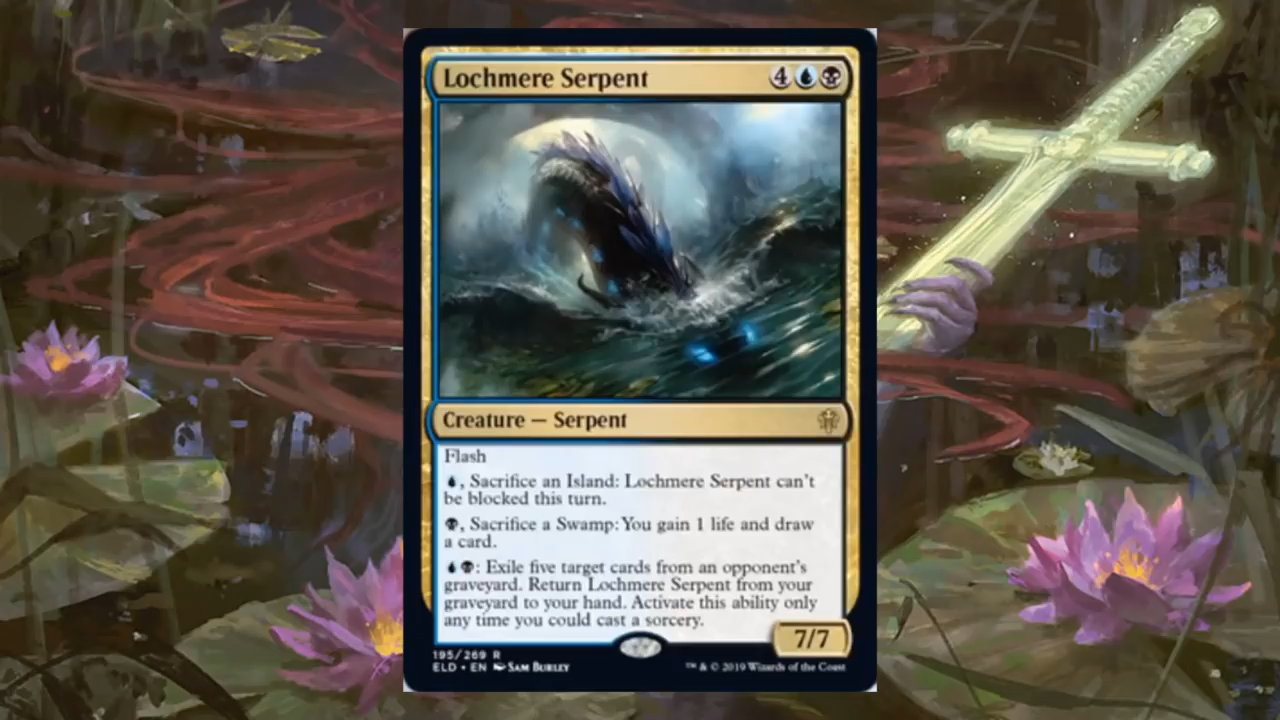 Lochmere Serpent 4
Creature — Serpent
Flash
, Sacrifice an Island: Lochmere Serpent can't
be blocked this turn.
, Sacrifice a Swamp: You gain 1 life and draw
a card.
: Exile five target cards from an opponent's
graveyard. Return Lochmere Serpent from your
graveyard to your hand. Activate this ability only
any time you could cast a sorcery.
7/7
195/269 R
ELD • EN Sam Burley
™ & © 2019 Wizards of the Coast